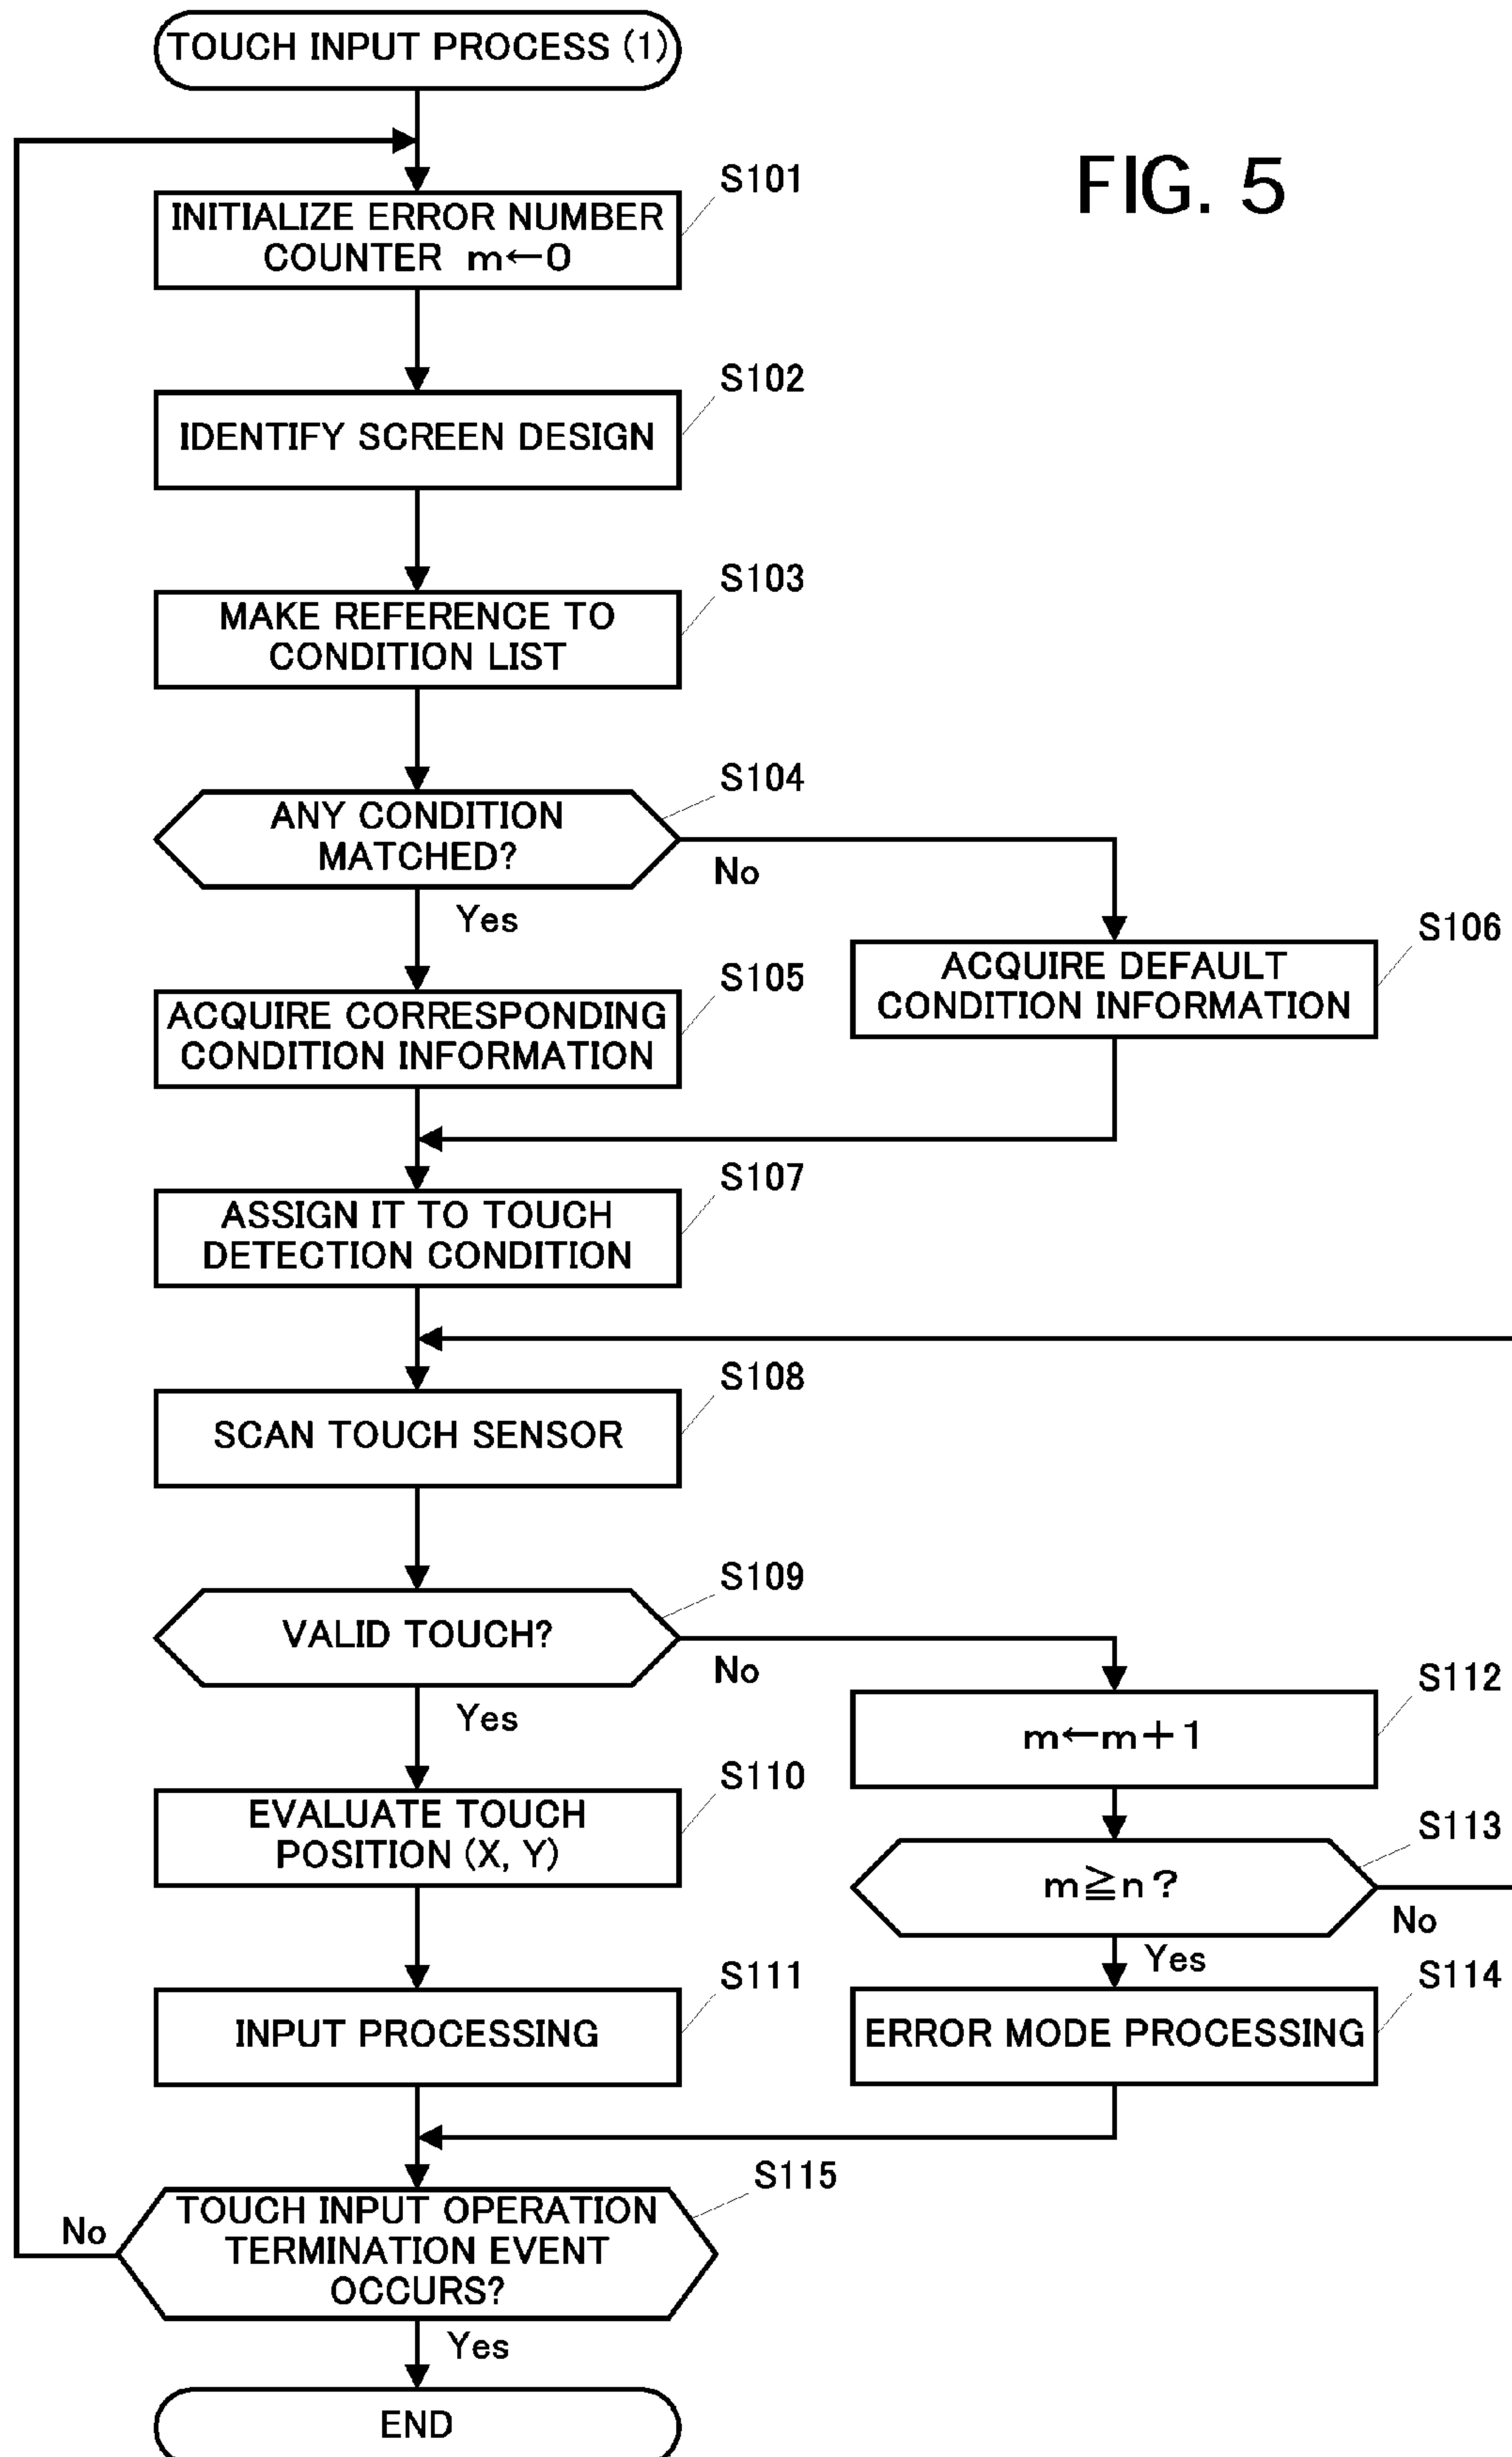 TOUCH INPUT PROCESS (1)
FIG. 5
S101
INITIALIZE ERROR NUMBER
COUNTER m←0
S102
IDENTIFY SCREEN DESIGN
S103
MAKE REFERENCE TO
CONDITION LIST
S104
ANY CONDITION
MATCHED?
No
Yes
S106
ACQUIRE DEFAULT
CONDITION INFORMATION
S105
ACQUIRE CORRESPONDING
CONDITION INFORMATION
S107
ASSIGN IT TO TOUCH
DETECTION CONDITION
S108
SCAN TOUCH SENSOR
S109
VALID TOUCH?
No
Yes
S112
m←m+1
S110
EVALUATE TOUCH
POSITION (X, Y)
S113
m≧n?
No
Yes
S111
INPUT PROCESSING
S114
ERROR MODE PROCESSING
S115
TOUCH INPUT OPERATION
TERMINATION EVENT
OCCURS?
No
Yes
END